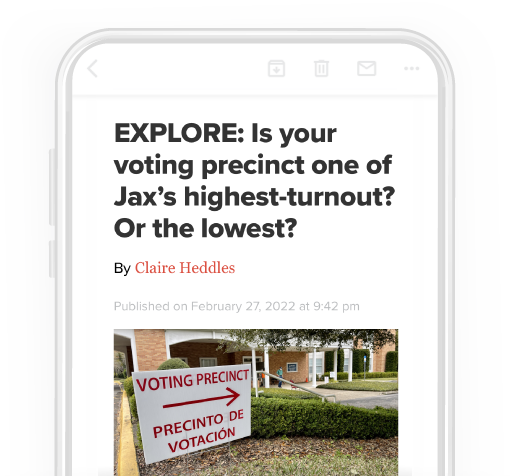 EXPLORE: Is your
voting precinct one of
Jax’s highest-turnout?
Or the lowest?
By Claire Heddles
Published on February 27, 2022 at 9:42 pm
VOTING PRECINCT
PRECINTO DE
VOTACIÓN